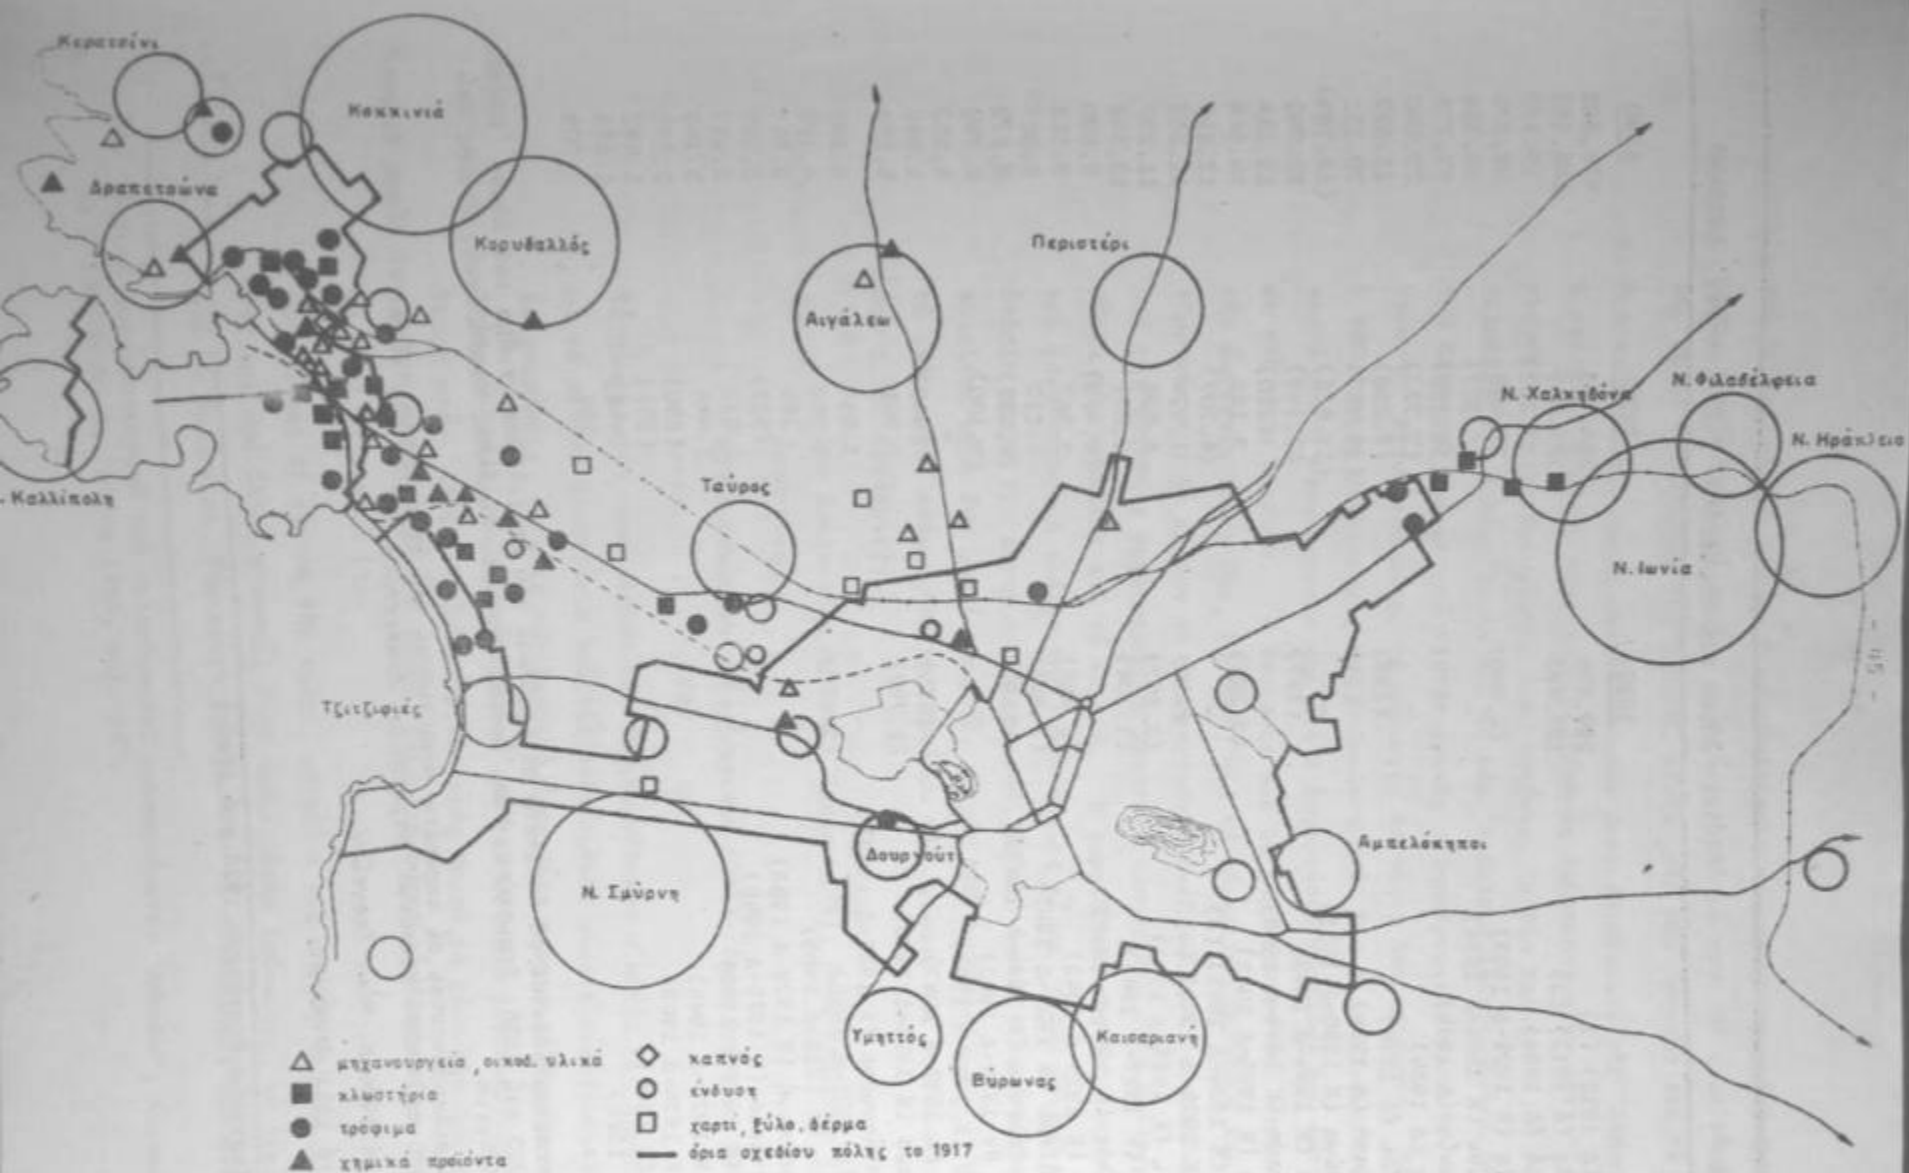 Κερατσίνι
Κοκκινιά
Δραπετσώνα
Κορυδαλλός
Περιστέρι
Αιγάλεω
Ν. Χαλκηδόνα
Ν. Φιλαδέλφεια
Ν. Ηράκλειο
. Καλλίπολη
Ταύρος
Ν. Ιωνία
Τζιτζιφιές
Αμπελόκηποι
Δουργούτ
Ν. Σμύρνη
Υμηττός
Καισαριανή
Βύρωνας
μηχανουργεία, οικοδ. υλικά
κλωστήρια
τρόφιμα
χημικά προϊόντα
καπνός
ένδυση
χαρτί, ξύλο, δέρμα
όρια σχεδίου πόλης το 1917